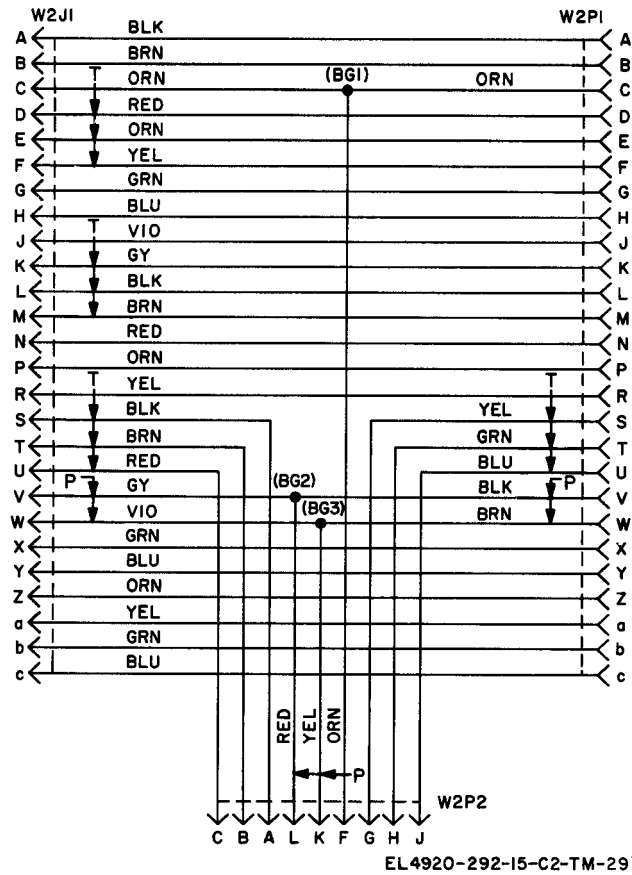 W2J1 W2P1
A BLK A
B BRN B
T
C ORN (BG1) ORN C
D RED D
E ORN E
F YEL F
G GRN G
H BLU H
T
J VIO J
K GY K
L BLK L
M BRN M
N RED N
P ORN P
T T
R YEL R
S BLK YEL S
T BRN GRN T
U RED BLU U
P (BG2) P
V GY BLK V
(BG3)
W VIO BRN W
X GRN X
Y BLU Y
Z ORN Z
a YEL a
b GRN b
c BLU c
RED YEL ORN
P
W2P2
C B A L K F G H J
EL4920-292-15-C2-TM-29